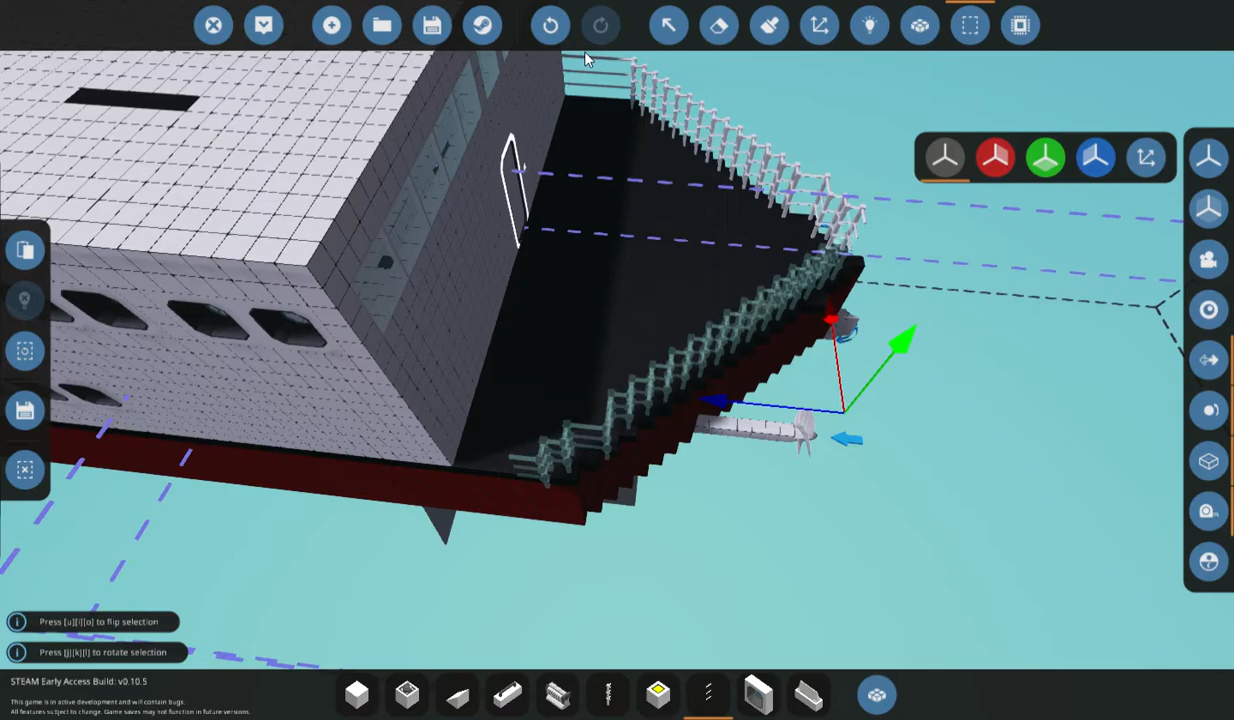 Press [u][i][o] to flip selection
Press [j][k][l] to rotate selection
STEAM Early Access Build: v0.10.5
This game is in active development and will contain bugs.
All features subject to change. Game saves may not function in future versions.